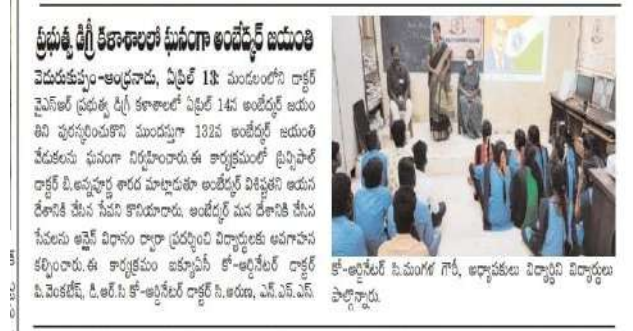 ప్రభుత్వ డిగ్రీ కళాశాలలో ఘనంగా అంబేద్కర్ జయంతి
వెదురుకుప్పం-ఆంధ్రనాడు, ఏప్రిల్ 13: మండలంలోని డాక్టర్
వైఎస్ఆర్ ప్రభుత్వ డిగ్రీ కళాశాలలో ఏప్రిల్ 14న అంబేద్కర్ జయం
తిని పురస్కరించుకొని ముందస్తుగా 132వ అంబేద్కర్ జయంతి
వేడుకలను ఘనంగా నిర్వహించారు.ఈ కార్యక్రమంలో ప్రిన్సిపాల్
డాక్టర్ బి.అన్నపూర్ణ శారద మాట్లాడుతూ అంబేద్కర్ విశిష్టతని ఆయన
దేశానికి చేసిన సేవని కొనియాడారు, అంబేద్కర్ మన దేశానికి చేసిన
సేవలను ఆన్లైన్ విధానం ద్వారా ప్రదర్శించి విద్యార్థులకు అవగాహన
కల్పించారు.ఈ కార్యక్రమం ఐక్యూఏసీ కో-ఆర్డినేటర్ డాక్టర్
పి.వెంకటేష్, డి.ఆర్.సి కో-ఆర్డినేటర్ డాక్టర్ సి.అరుణ, ఎన్.ఎస్.ఎస్.
కో-ఆర్డినేటర్ సి.మంగళ గౌరీ, అధ్యాపకులు విద్యార్థిని విద్యార్థులు
పాల్గొన్నారు.